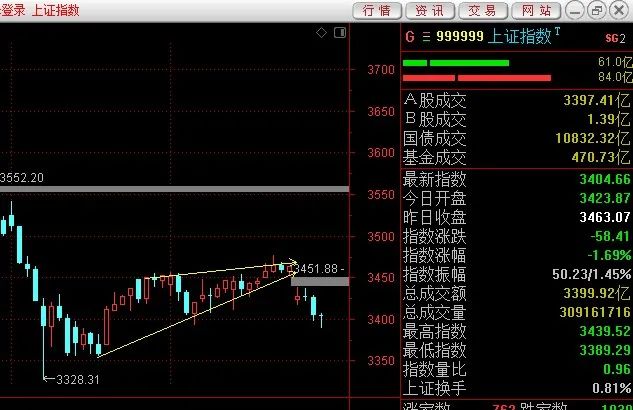 登录 上证指数 行情 资讯 交易 网站
G 999999 上证指数 T SG2
3700
3650
3600
3550
3500
3450
3400
3350
3552.20
3451.88
3328.31
61.0亿
84.0亿
A股成交 3397.41亿
B股成交 1.39亿
国债成交 10832.32亿
基金成交 470.73亿
最新指数 3404.66
今日开盘 3423.87
昨日收盘 3463.07
指数涨跌 -58.41
指数涨幅 -1.69%
指数振幅 50.23/1.45%
总成交额 3399.92亿
总成交量 309161716
最高指数 3439.52
最低指数 3389.29
指数量比 0.96
上证换手 0.81%
涨家数 762 跌家数